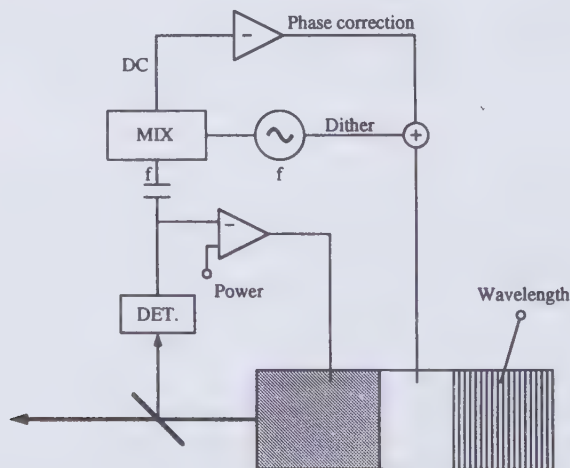 Phase correction
−
DC
MIX
Dither
+
f
f
−
Power
DET.
Wavelength